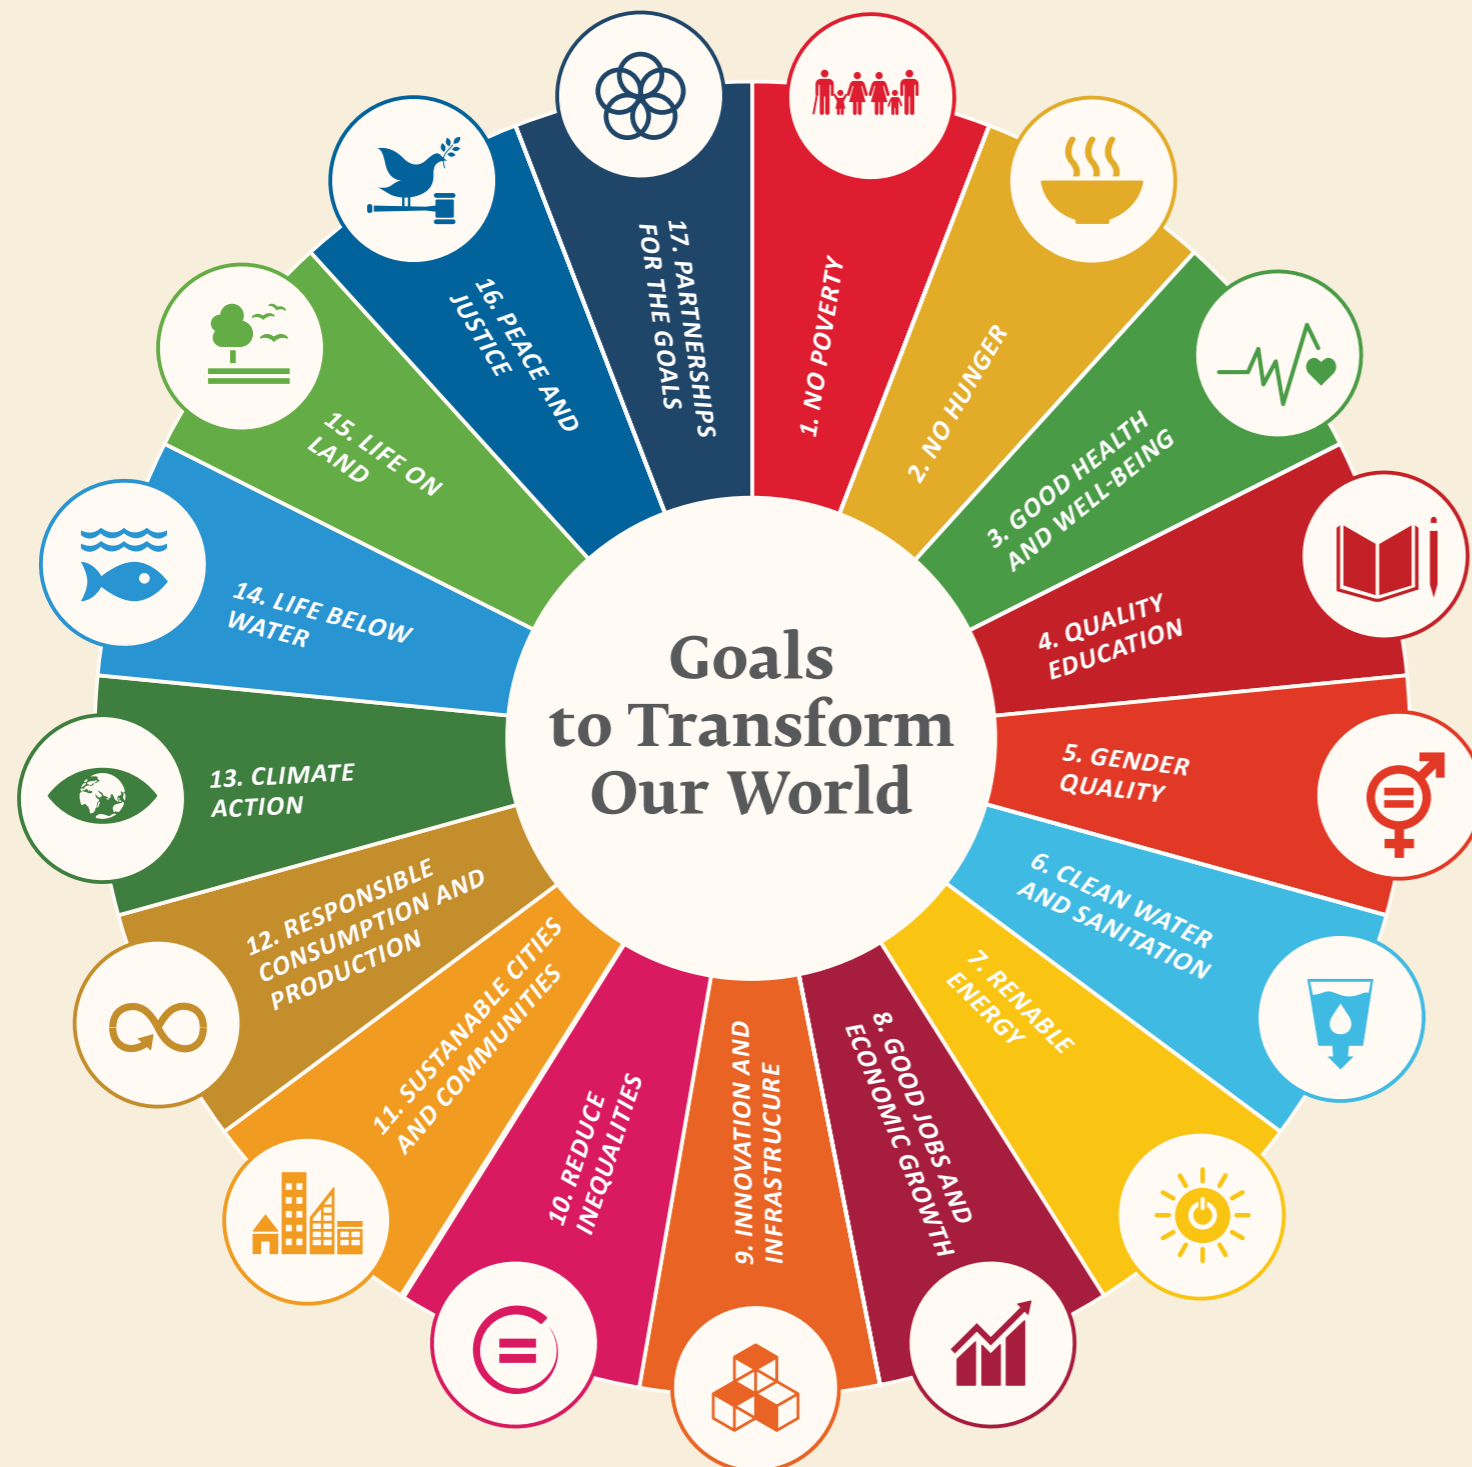 Goals
to Transform
Our World
1. NO POVERTY
2. NO HUNGER
3. GOOD HEALTH
AND WELL-BEING
4. QUALITY
EDUCATION
5. GENDER
QUALITY
6. CLEAN WATER
AND SANITATION
7. RENABLE
ENERGY
8. GOOD JOBS AND
ECONOMIC GROWTH
9. INNOVATION AND
INFRASTRUCURE
10. REDUCE
INEQUALITIES
11. SUSTANABLE CITIES
AND COMMUNITIES
12. RESPONSIBLE
CONSUMPTION AND
PRODUCTION
13. CLIMATE
ACTION
14. LIFE BELOW
WATER
15. LIFE ON
LAND
16. PEACE AND
JUSTICE
17. PARTNERSHIPS
FOR THE GOALS